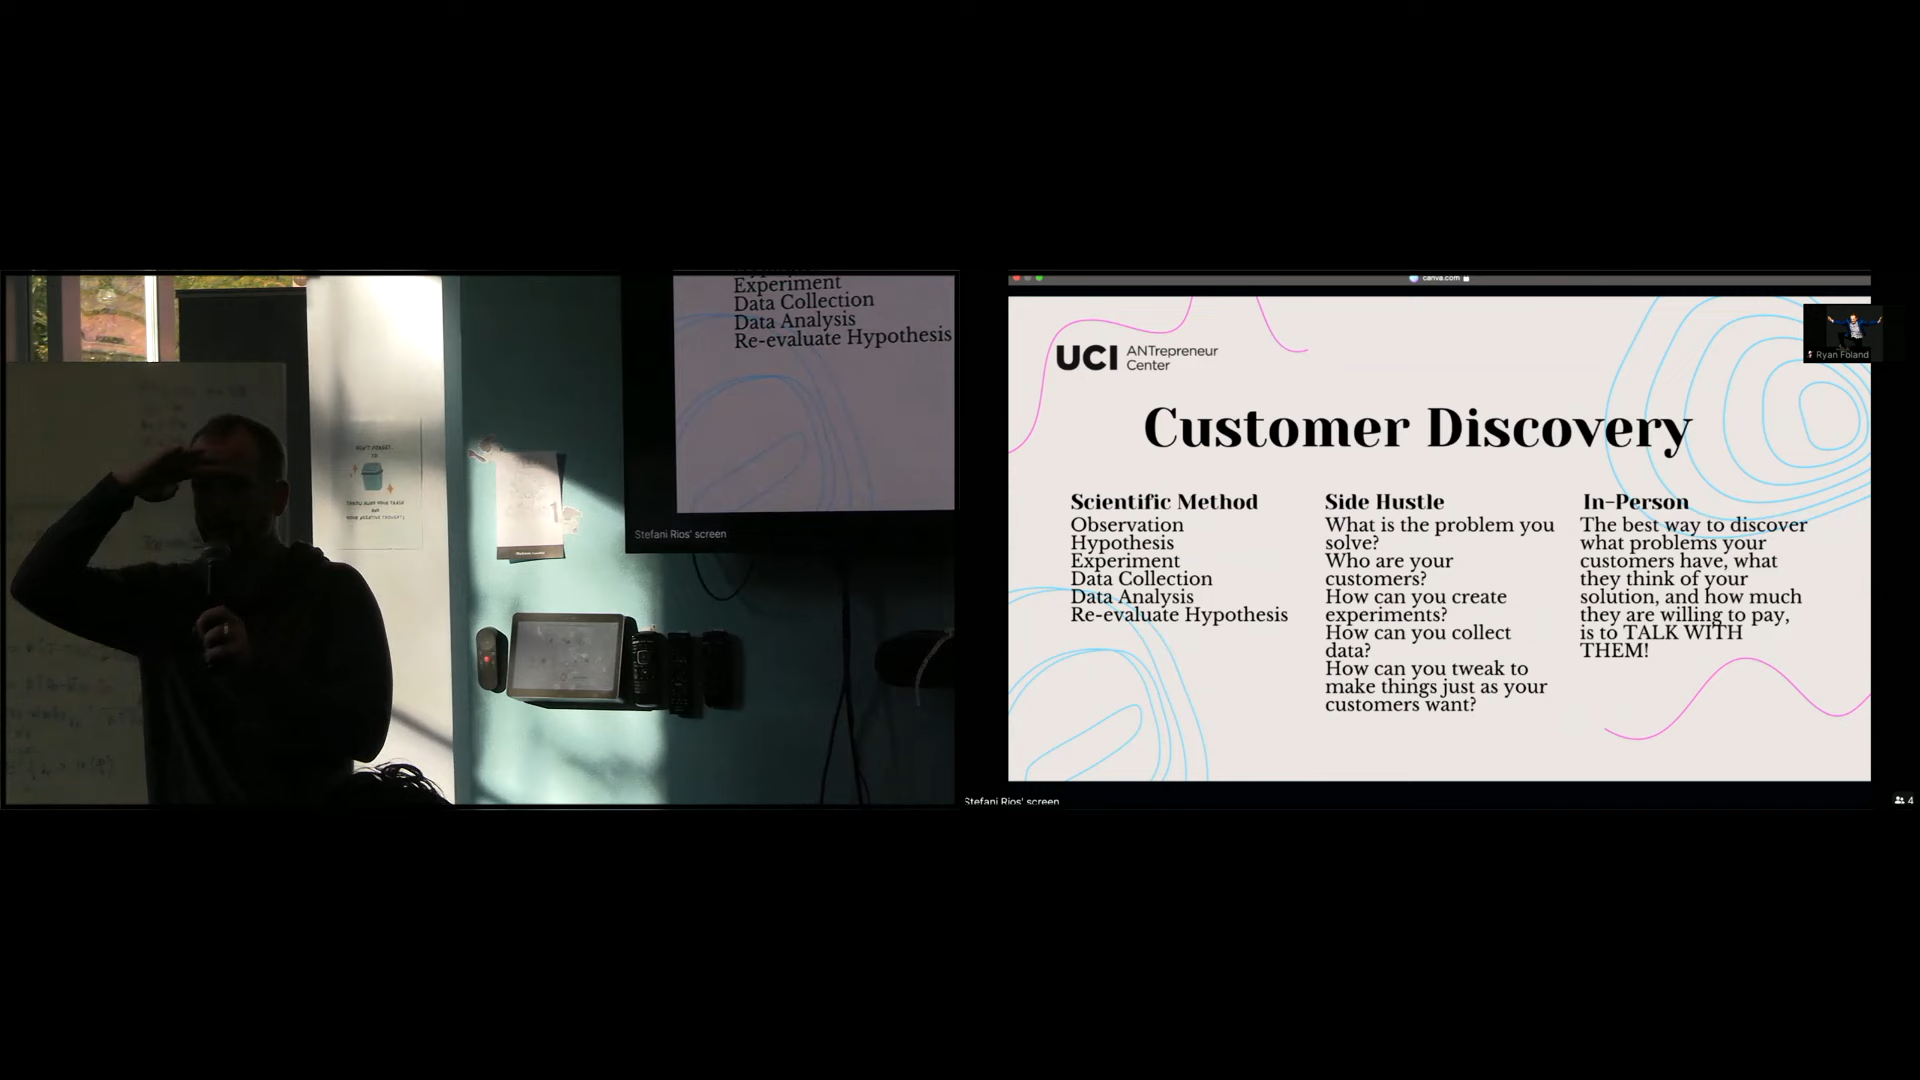 Experiment
Data Collection
Data Analysis
Re-evaluate Hypothesis
Stefani Rios' screen
canva.com
UCI ANTrepreneur
Center
Ryan Foland
Customer Discovery
Scientific Method
Observation
Hypothesis
Experiment
Data Collection
Data Analysis
Re-evaluate Hypothesis
Side Hustle
What is the problem you
solve?
Who are your
customers?
How can you create
experiments?
How can you collect
data?
How can you tweak to
make things just as your
customers want?
In-Person
The best way to discover
what problems your
customers have, what
they think of your
solution, and how much
they are willing to pay,
is to TALK WITH
THEM!
Stefani Rios' screen
4